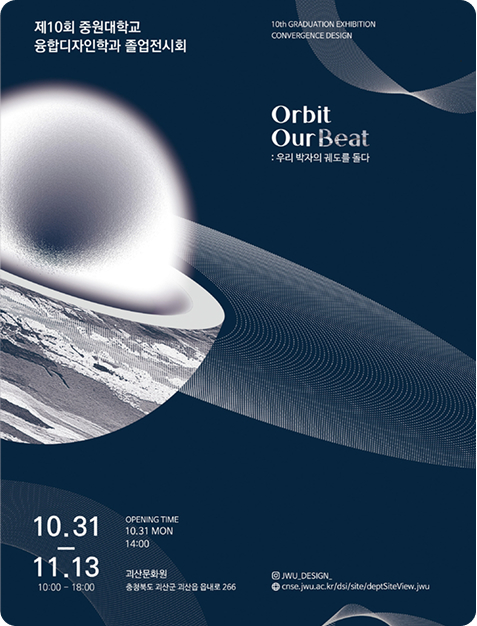 제10회 중원대학교
융합디자인학과 졸업전시회
10th GRADUATION EXHIBITION
CONVERGENCE DESIGN
Orbit
Our Beat
: 우리 박자의 궤도를 돌다
10.31
—
11.13
10:00 - 18:00
OPENING TIME
10.31 MON
14:00
괴산문화원
충청북도 괴산군 괴산읍 읍내로 266
JWU_DESIGN_
cnse.jwu.ac.kr/dsi/site/deptSiteView.jwu